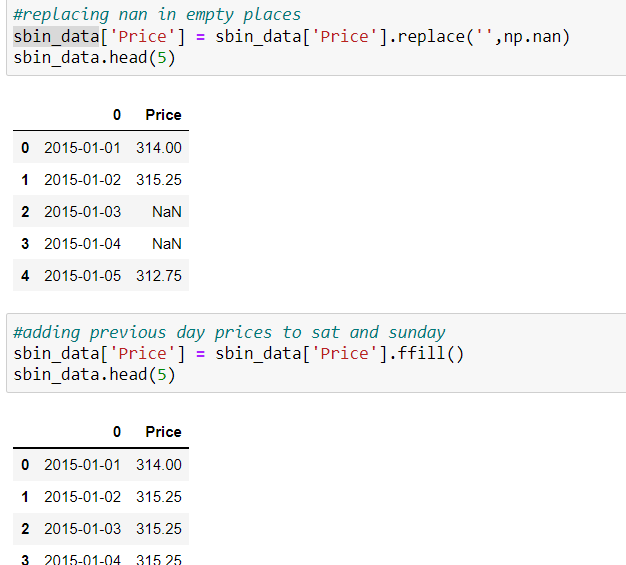 #replacing nan in empty places
sbin_data['Price'] = sbin_data['Price'].replace('',np.nan)
sbin_data.head(5)
0 Price
0 2015-01-01 314.00
1 2015-01-02 315.25
2 2015-01-03 NaN
3 2015-01-04 NaN
4 2015-01-05 312.75
#adding previous day prices to sat and sunday
sbin_data['Price'] = sbin_data['Price'].ffill()
sbin_data.head(5)
0 Price
0 2015-01-01 314.00
1 2015-01-02 315.25
2 2015-01-03 315.25
3 2015-01-04 315.25